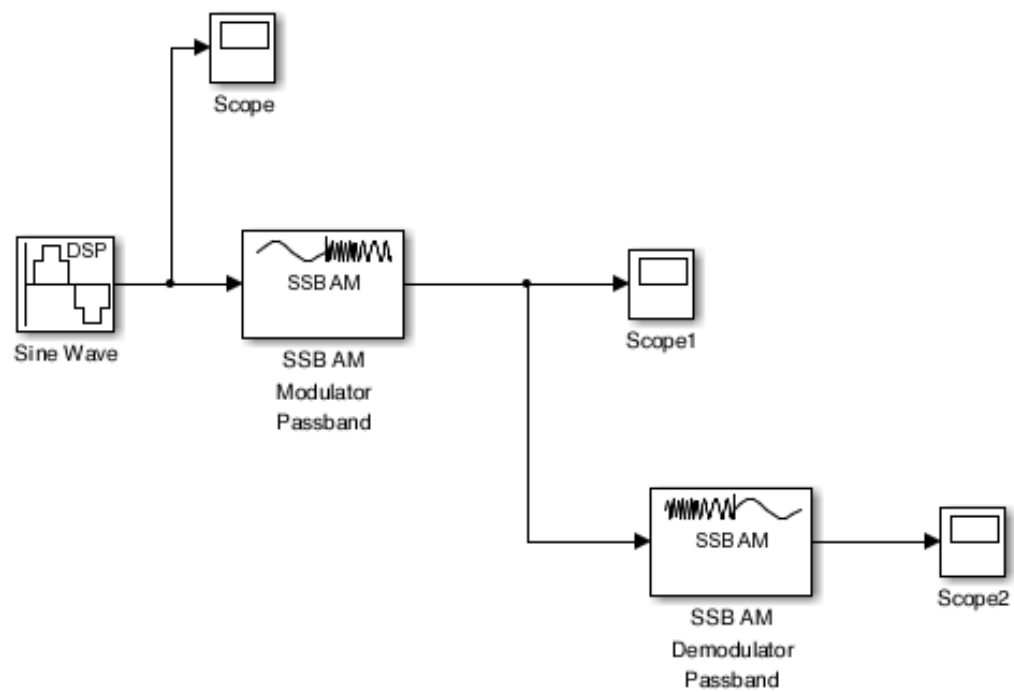 Scope
DSP
Sine Wave
SSB AM
SSB AM
Modulator
Passband
Scope1
SSB AM
SSB AM
Demodulator
Passband
Scope2